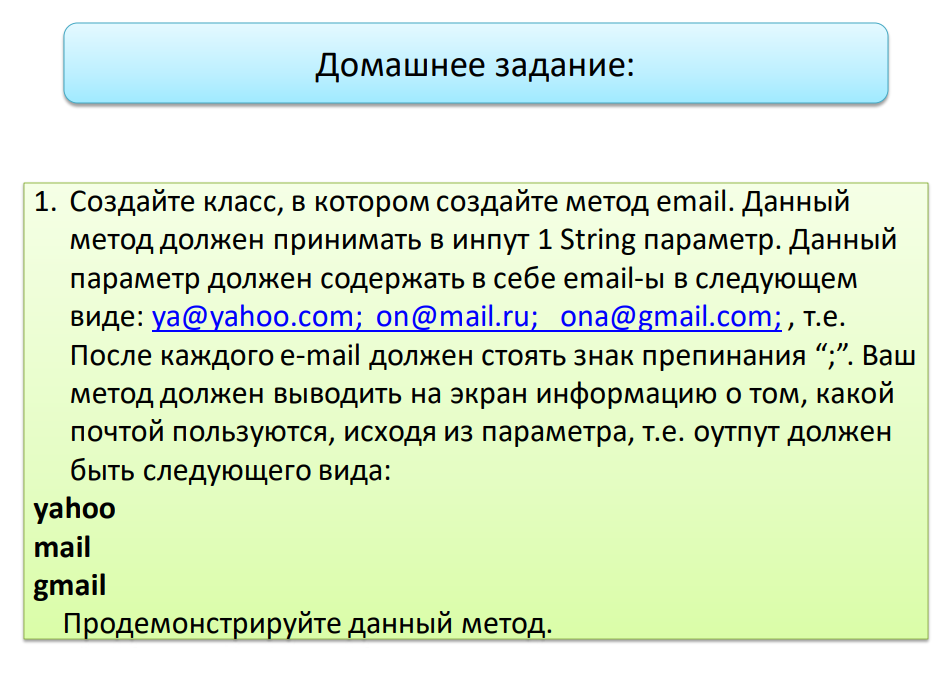 Домашнее задание:
1. Создайте класс, в котором создайте метод email. Данный
метод должен принимать в инпут 1 String параметр. Данный
параметр должен содержать в себе email-ы в следующем
виде: ya@yahoo.com; on@mail.ru; ona@gmail.com; , т.е.
После каждого e-mail должен стоять знак препинания “;”. Ваш
метод должен выводить на экран информацию о том, какой
почтой пользуются, исходя из параметра, т.е. оутпут должен
быть следующего вида:
yahoo
mail
gmail
Продемонстрируйте данный метод.